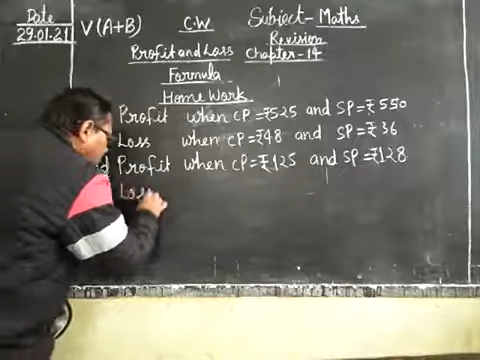 Date
29.01.21
V (A+B)
C.W
Subject- Maths
Revision
Profit and Loss Chapter-14
Formula
Home Work
Profit when CP=₹525 and SP=₹550
Loss when CP=₹48 and SP=₹36
Profit when CP=₹125 and SP=₹128
Los